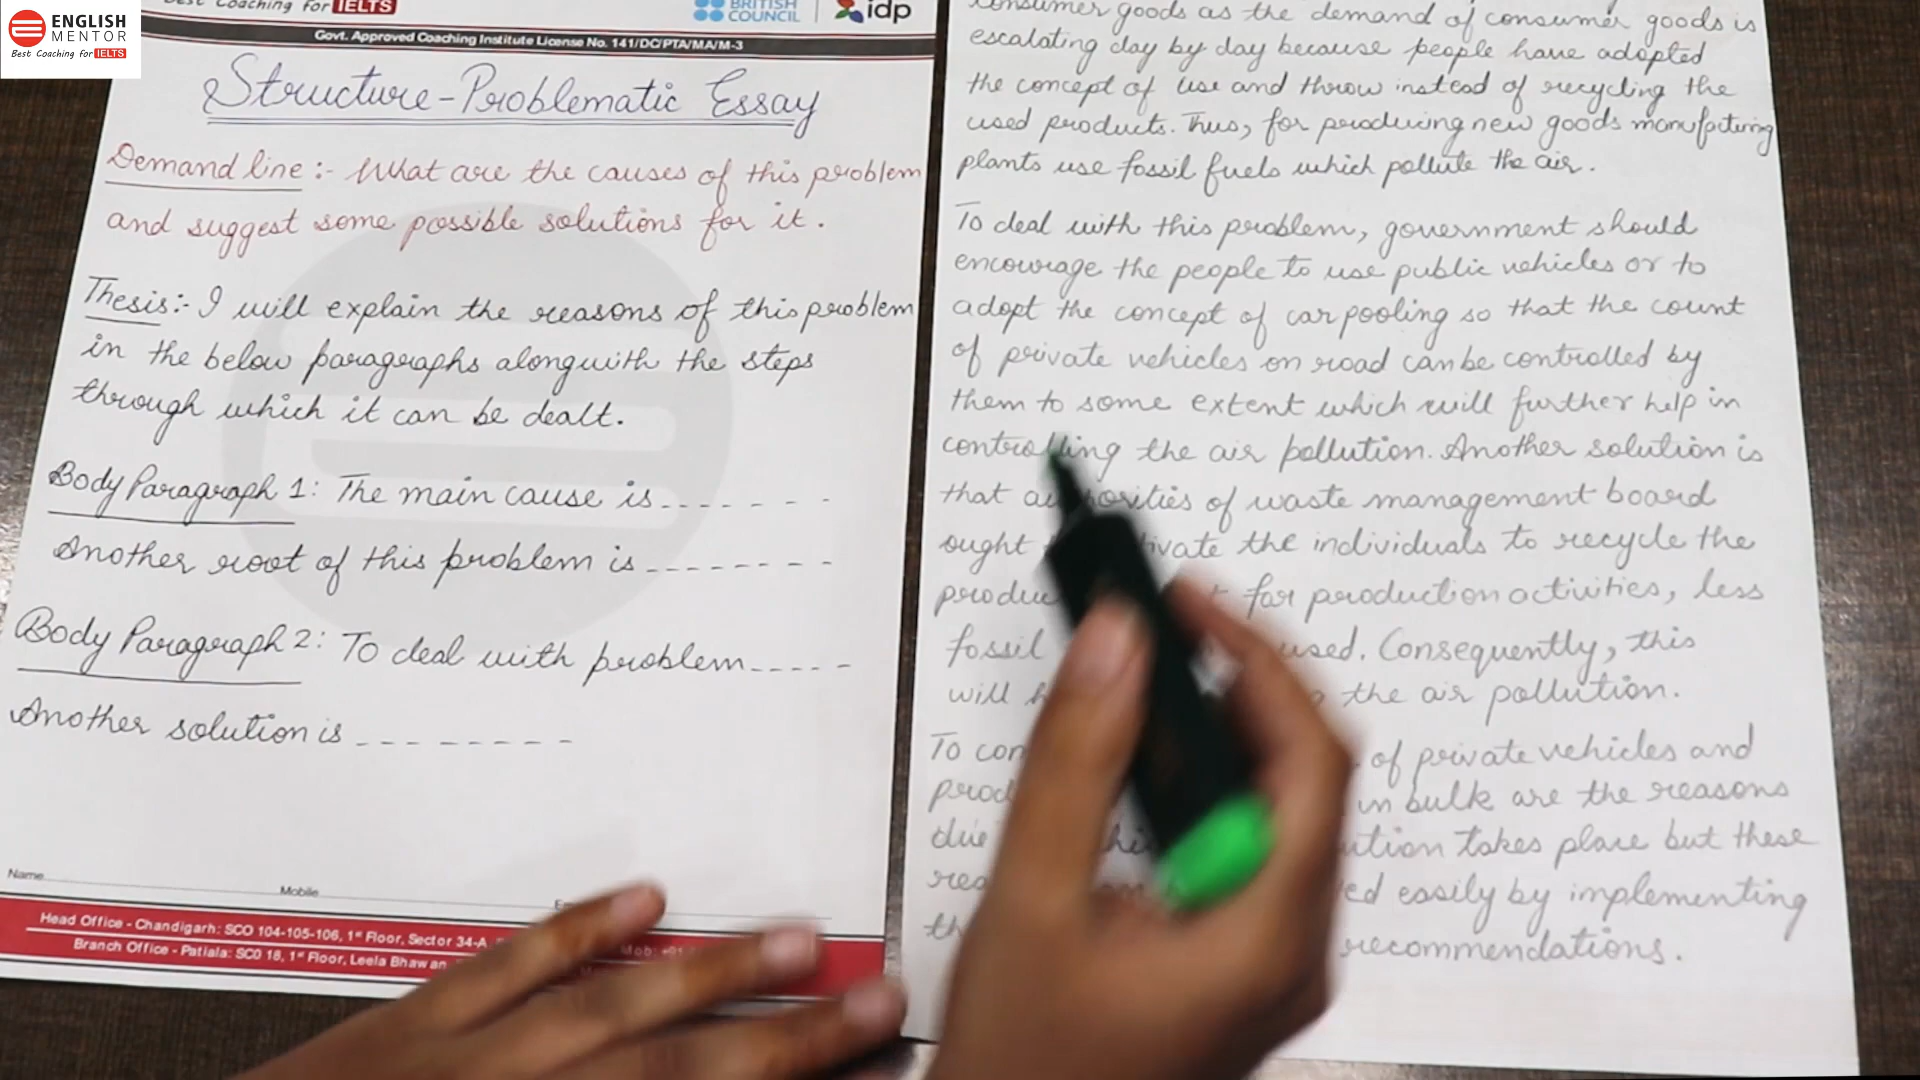 ENGLISH
MENTOR
Best Coaching for IELTS
Best Coaching for IELTS
BRITISH
COUNCIL
idp
Govt. Approved Coaching Institute License No. 141/DC/PTA/MA/M-3
Structure-Problematic Essay
Demand line :- What are the causes of this problem
and suggest some possible solutions for it.
Thesis:- I will explain the reasons of this problem
in the below paragraphs alongwith the steps
through which it can be dealt.
Body Paragraph 1: The main cause is
Another root of this problem is
Body Paragraph 2: To deal with problem
Another solution is
Name
Mobile
Head Office - Chandigarh: SCO 104-105-106, 1st Floor, Sector 34-A
Branch Office - Patiala: SCO 18, 1st Floor, Leela Bhawan
consumer goods as the demand of consumer goods is
escalating day by day because people have adopted
the concept of use and throw instead of recycling the
used products. Thus, for producing new goods manufacturing
plants use fossil fuels which pollute the air.
To deal with this problem, government should
encourage the people to use public vehicles or to
adopt the concept of car pooling so that the count
of private vehicles on road can be controlled by
them to some extent which will further help in
controlling the air pollution. Another solution is
that authorities of waste management board
ought the individuals to recycle the
for production activities, less
fossil used. Consequently, this
will the air pollution.
To of private vehicles and
in bulk are the reasons
takes place but these
easily by implementing
recommendations.